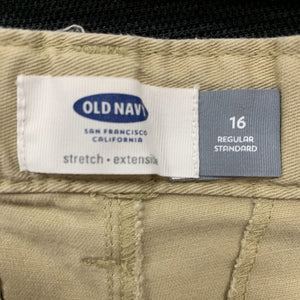 OLD NAVY
SAN FRANCISCO
CALIFORNIA
stretch • extensib
16
REGULAR
STANDARD